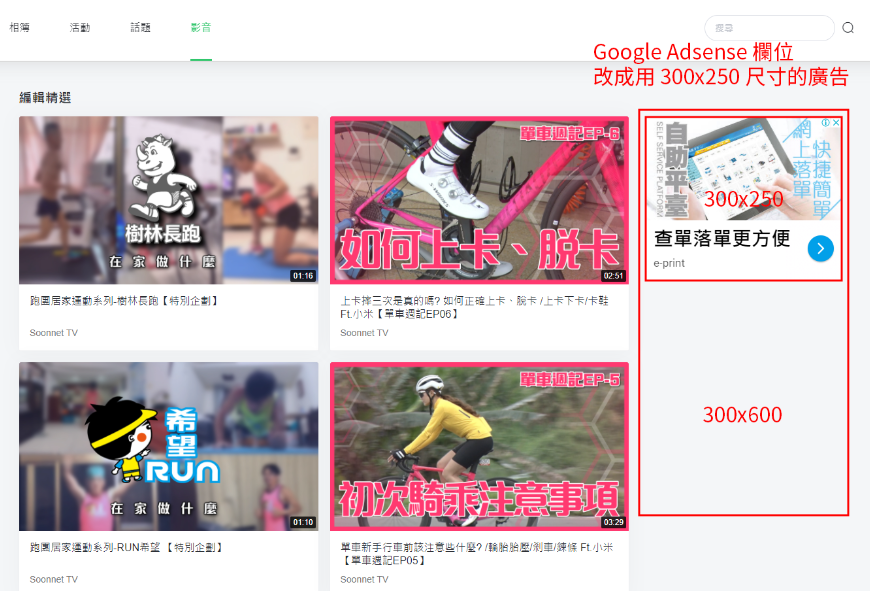 相簿
活動
話題
影音
搜尋
Google Adsense 欄位
改成用 300x250 尺寸的廣告
編輯精選
樹林長跑
在家做什麼
01:16
跑團居家運動系列-樹林長跑【特別企劃】
Soonnet TV
單車週記EP-6
如何上卡、脫卡
02:51
上卡摔三次是真的嗎? 如何正確上卡、脫卡 /上卡下卡/卡鞋
Ft.小米【單車週記EP06】
Soonnet TV
自助平臺
SELF SERVICE PLATFORM
網上落單
快捷簡單
300x250
查單落單更方便
e-print
300x600
希望
RUN
在家做什麼
01:10
跑團居家運動系列-RUN希望 【特別企劃】
Soonnet TV
單車週記EP-5
初次騎乘注意事項
03:29
單車新手行車前該注意些什麼? /輪胎胎壓/剎車/鍊條 Ft.小米
【單車週記EP05】
Soonnet TV